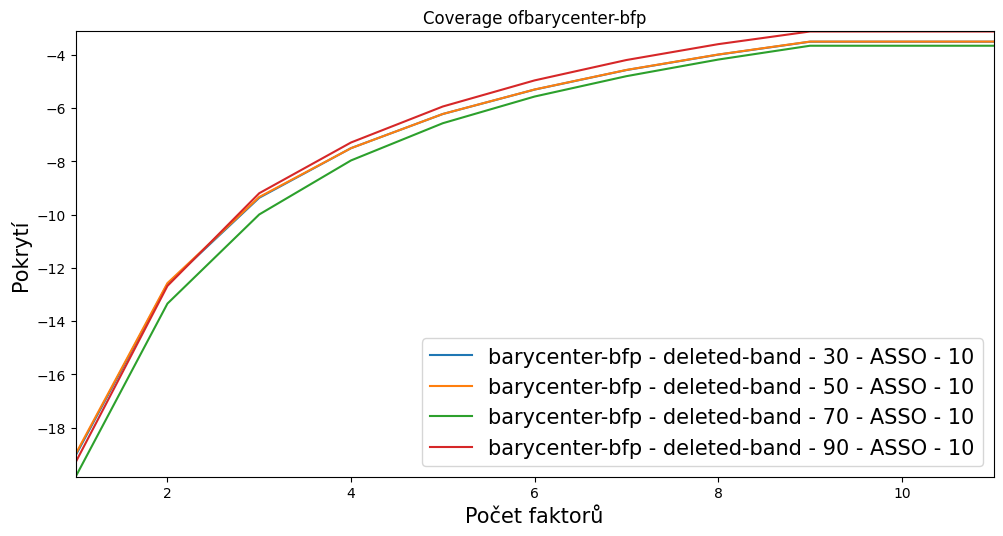 Coverage ofbarycenter-bfp
−4
−6
−8
−10
−12
−14
−16
−18
Pokrytí
barycenter-bfp - deleted-band - 30 - ASSO - 10
barycenter-bfp - deleted-band - 50 - ASSO - 10
barycenter-bfp - deleted-band - 70 - ASSO - 10
barycenter-bfp - deleted-band - 90 - ASSO - 10
2 4 6 8 10
Počet faktorů